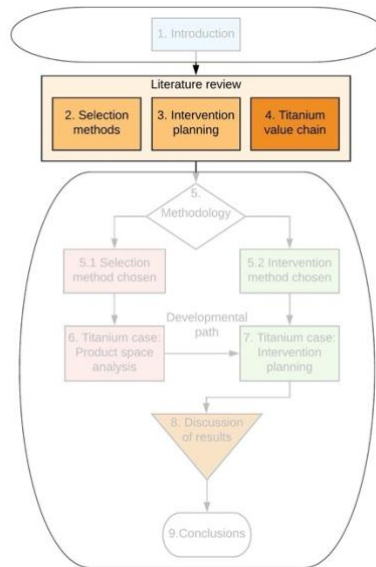 1. Introduction
Literature review
2. Selection
methods
3. Intervention
planning
4. Titanium
value chain
5.
Methodology
5.1 Selection
method chosen
5.2 Intervention
method chosen
Developmental
path
6. Titanium case:
Product space
analysis
7. Titanium case:
Intervention
planning
8. Discussion
of results
9.Conclusions